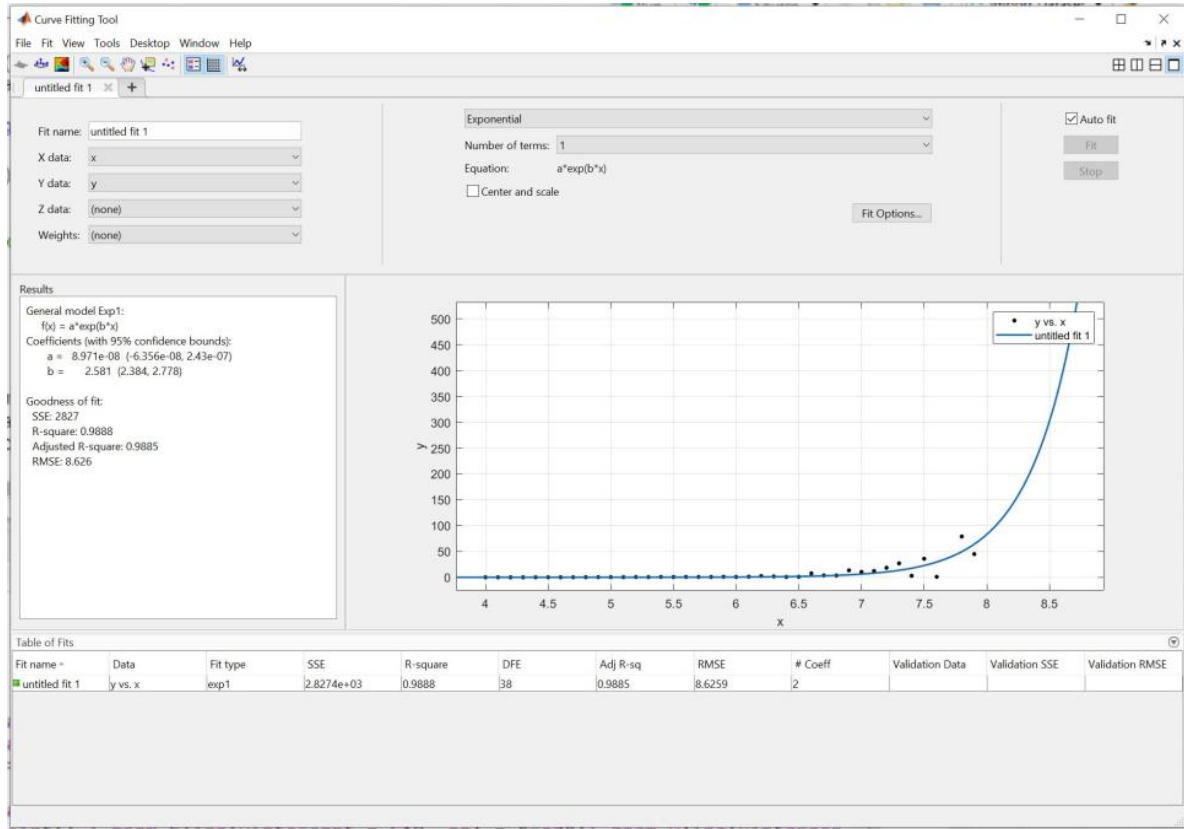 Curve Fitting Tool
File Fit View Tools Desktop Window Help
untitled fit 1
Fit name: untitled fit 1
X data: x
Y data: y
Z data: (none)
Weights: (none)
Exponential
Number of terms: 1
Equation: a*exp(b*x)
Center and scale
Fit Options...
Auto fit
Fit
Stop
Results
General model Exp1:
f(x) = a*exp(b*x)
Coefficients (with 95% confidence bounds):
a = 8.971e-08 (-6.356e-08, 2.43e-07)
b = 2.581 (2.384, 2.778)
Goodness of fit:
SSE: 2827
R-square: 0.9888
Adjusted R-square: 0.9885
RMSE: 8.626
y vs. x
untitled fit 1
500
450
400
350
300
250
200
150
100
50
0
y
4 4.5 5 5.5 6 6.5 7 7.5 8 8.5
x
Table of Fits
Fit name Data Fit type SSE R-square DFE Adj R-sq RMSE # Coeff Validation Data Validation SSE Validation RMSE
untitled fit 1 y vs. x exp1 2.8274e+03 0.9888 38 0.9885 8.6259 2